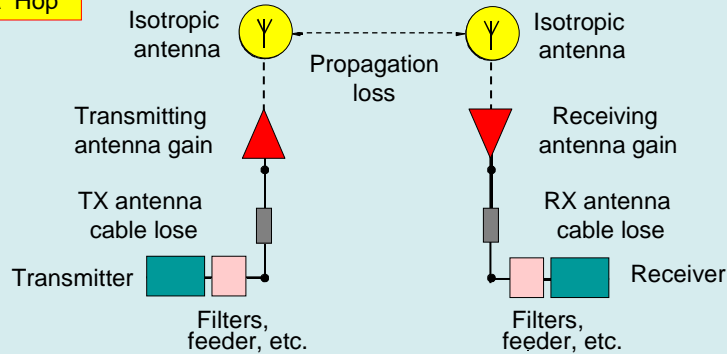 Hop
Isotropic
antenna
Isotropic
antenna
Propagation
loss
Transmitting
antenna gain
Receiving
antenna gain
TX antenna
cable lose
RX antenna
cable lose
Transmitter
Receiver
Filters,
feeder, etc.
Filters,
feeder, etc.